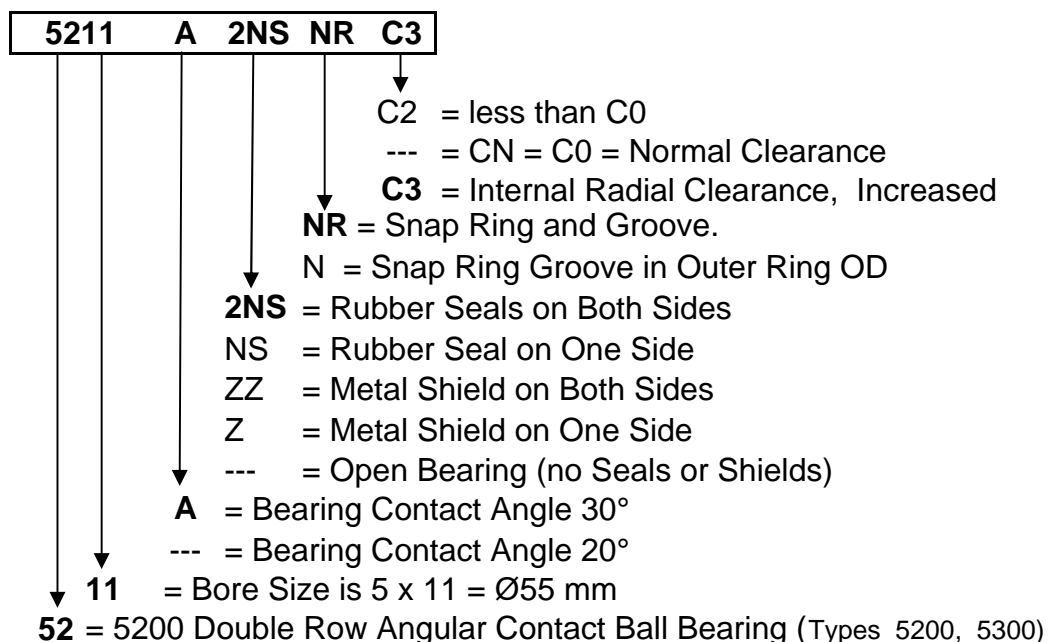 5211 A 2NS NR C3
C2 = less than C0
--- = CN = C0 = Normal Clearance
C3 = Internal Radial Clearance, Increased
NR = Snap Ring and Groove.
N = Snap Ring Groove in Outer Ring OD
2NS = Rubber Seals on Both Sides
NS = Rubber Seal on One Side
ZZ = Metal Shield on Both Sides
Z = Metal Shield on One Side
--- = Open Bearing (no Seals or Shields)
A = Bearing Contact Angle 30°
--- = Bearing Contact Angle 20°
11 = Bore Size is 5 x 11 = Ø55 mm
52 = 5200 Double Row Angular Contact Ball Bearing (Types 5200, 5300)